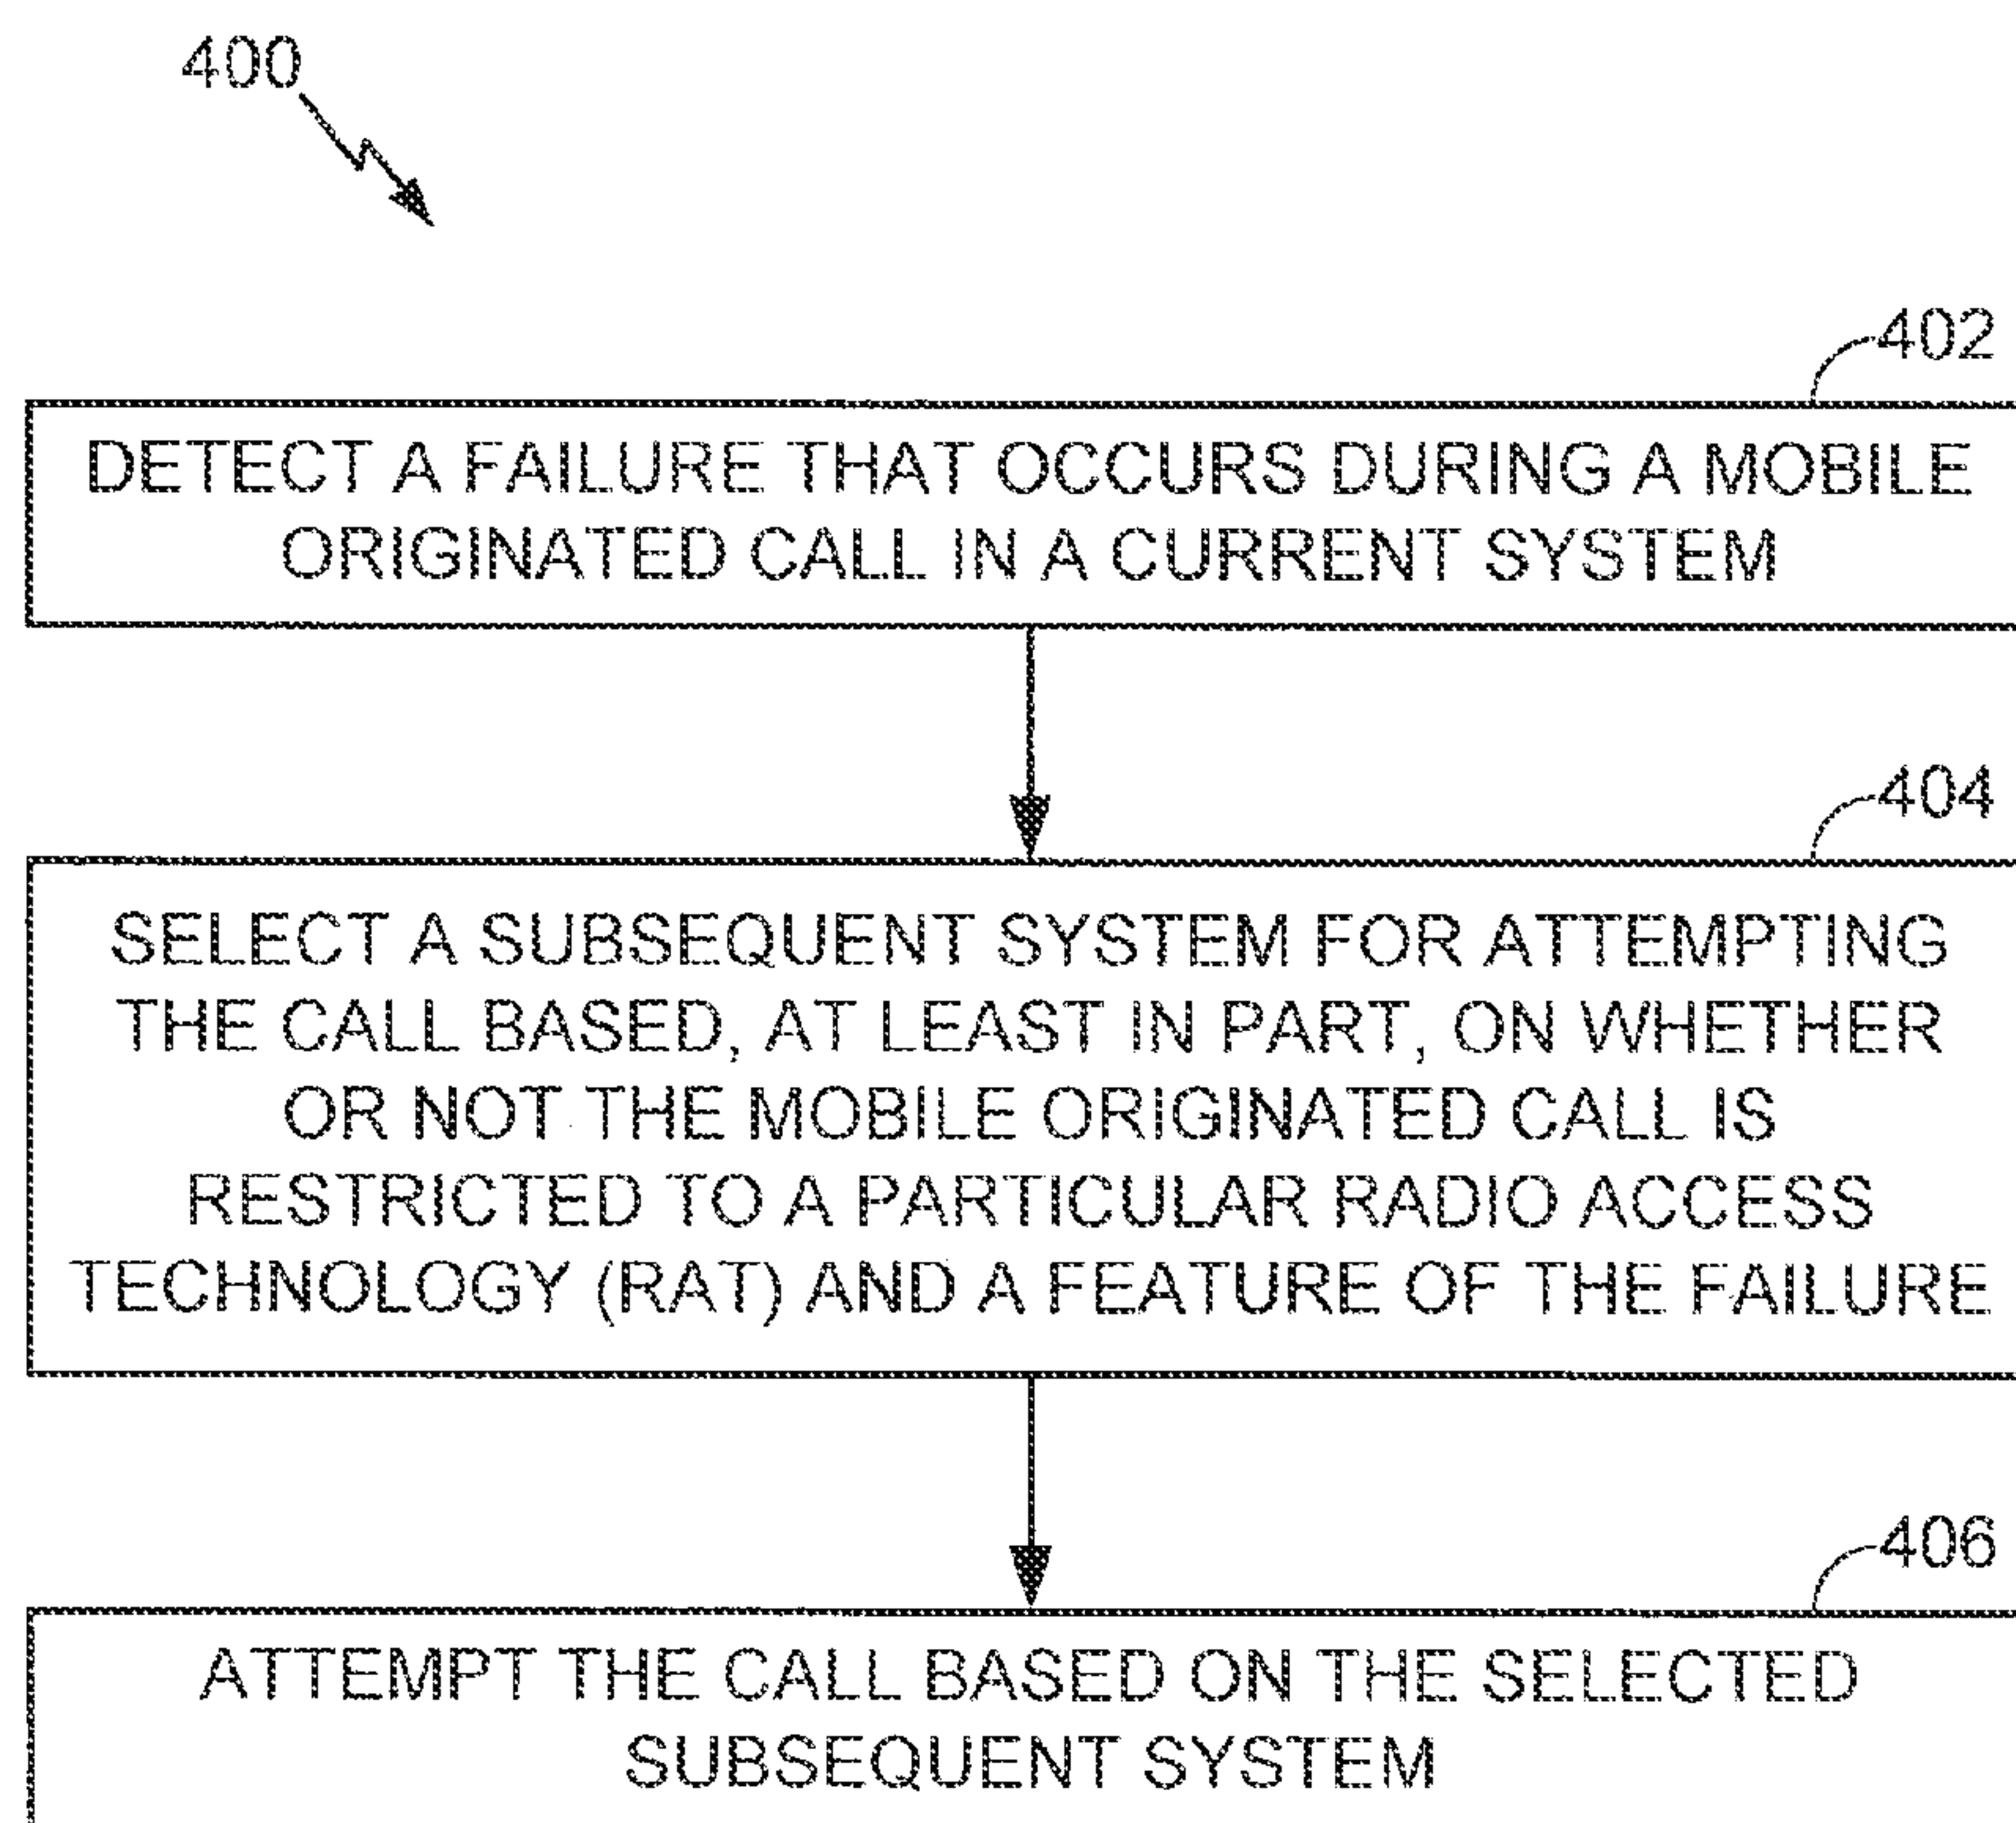 400
402
DETECT A FAILURE THAT OCCURS DURING A MOBILE
ORIGINATED CALL IN A CURRENT SYSTEM
404
SELECT A SUBSEQUENT SYSTEM FOR ATTEMPTING
THE CALL BASED, AT LEAST IN PART, ON WHETHER
OR NOT THE MOBILE ORIGINATED CALL IS
RESTRICTED TO A PARTICULAR RADIO ACCESS
TECHNOLOGY (RAT) AND A FEATURE OF THE FAILURE
406
ATTEMPT THE CALL BASED ON THE SELECTED
SUBSEQUENT SYSTEM